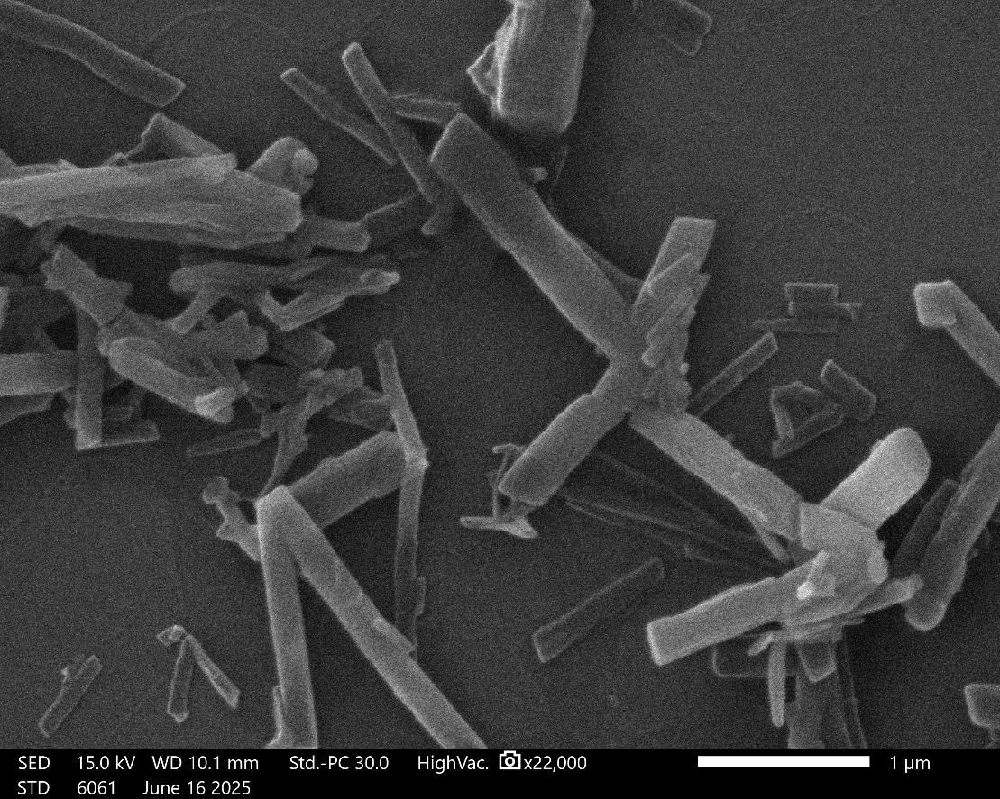 SED 15.0 kV WD 10.1 mm Std.-PC 30.0 HighVac. x22,000 1 µm
STD 6061 June 16 2025